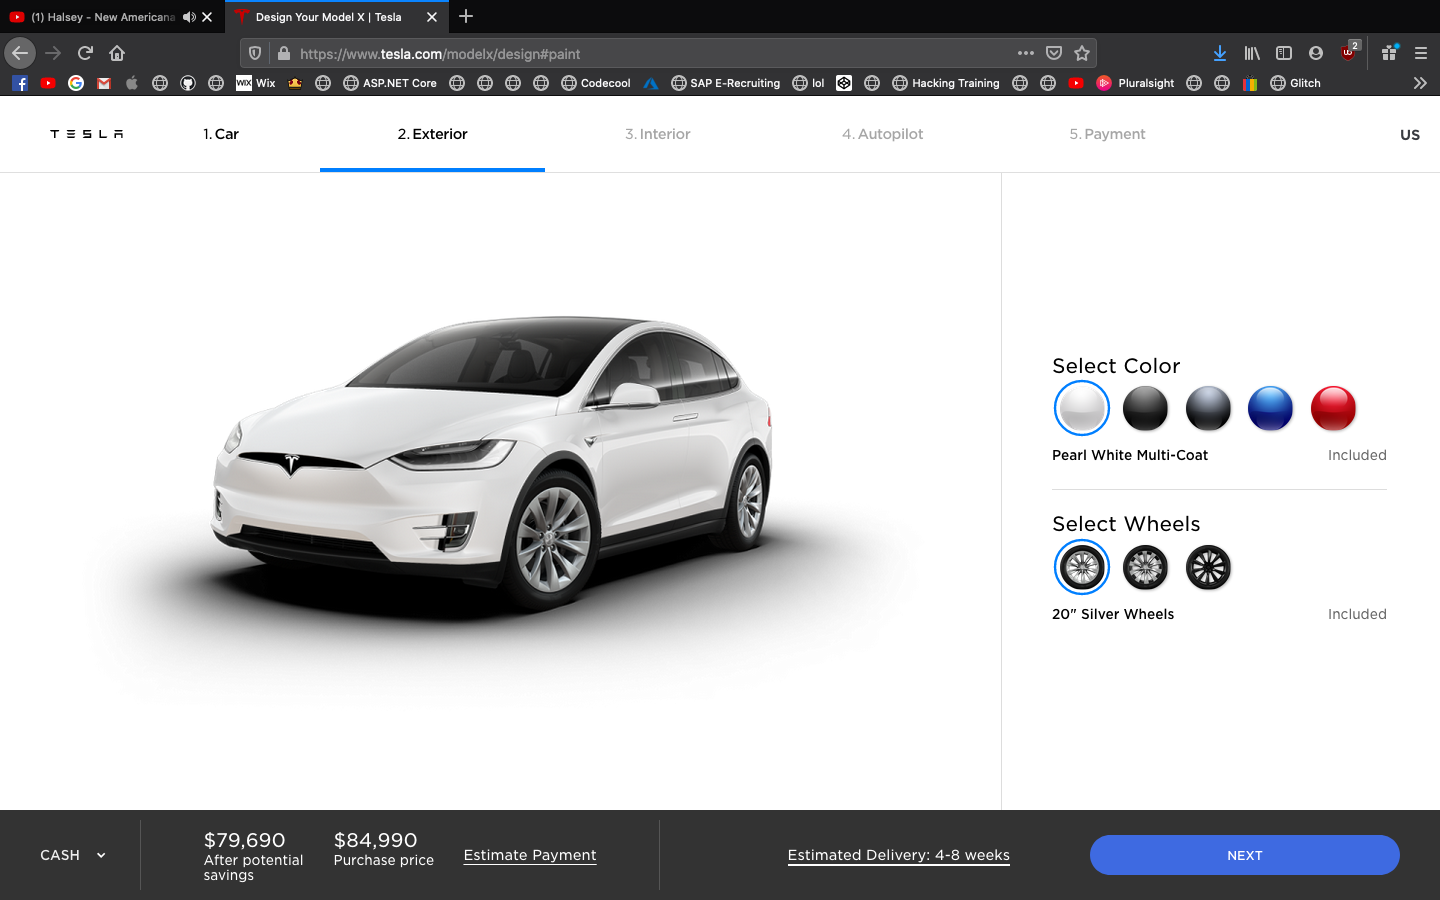 (1) Halsey - New Americana
Design Your Model X | Tesla
https://www.tesla.com/modelx/design#paint
2
Wix Wix
ASP.NET Core
Codecool
SAP E-Recruiting
lol
Hacking Training
Pluralsight
Glitch
TESLA
1. Car
2. Exterior
3. Interior
4. Autopilot
5. Payment
US
Select Color
Pearl White Multi-Coat
Included
Select Wheels
20" Silver Wheels
Included
CASH
$79,690
After potential
savings
$84,990
Purchase price
Estimate Payment
Estimated Delivery: 4-8 weeks
NEXT